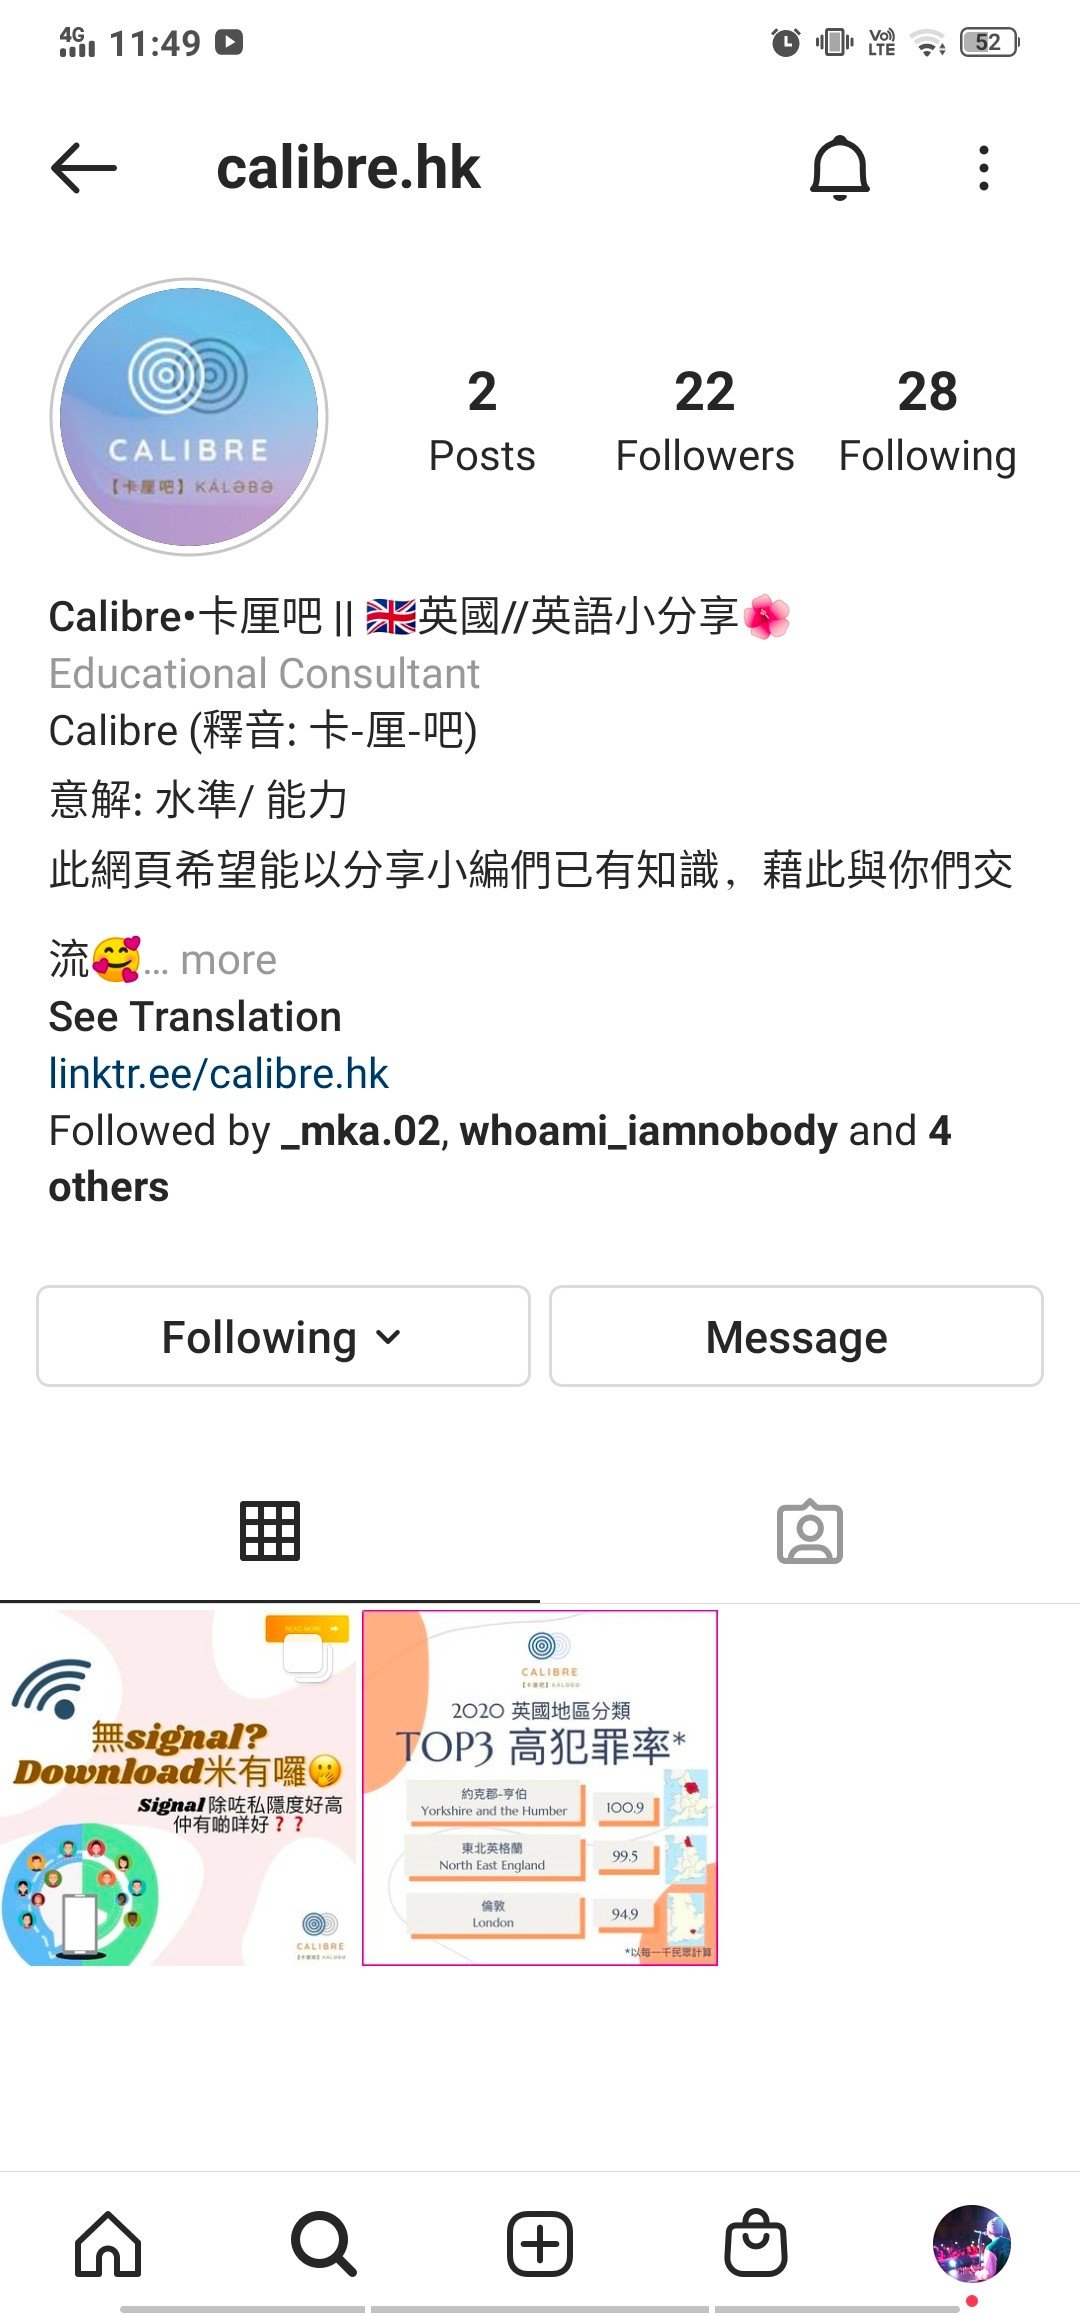 4G 11:49 Vo) LTE 52
calibre.hk
CALIBRE
【卡厘吧】KÁLƏBƏ
2 22 28
Posts Followers Following
Calibre•卡厘吧 || 🇬🇧英國//英語小分享🌺
Educational Consultant
Calibre (釋音: 卡-厘-吧)
意解: 水準/ 能力
此網頁希望能以分享小編們已有知識，藉此與你們交
流🥰... more
See Translation
linktr.ee/calibre.hk
Followed by _mka.02, whoami_iamnobody and 4
others
Following Message
READ MORE
無signal?
Download米有囉🤭
Signal 除咗私隱度好高
仲有啲咩好❓❓
CALIBRE
【卡厘吧】KÁLƏBƏ
CALIBRE
【卡厘吧】KÁLƏBƏ
2020 英國地區分類
TOP3 高犯罪率*
約克郡-亨伯
Yorkshire and the Humber 100.9
東北英格蘭
North East England 99.5
倫敦
London 94.9
*以每一千民眾計算